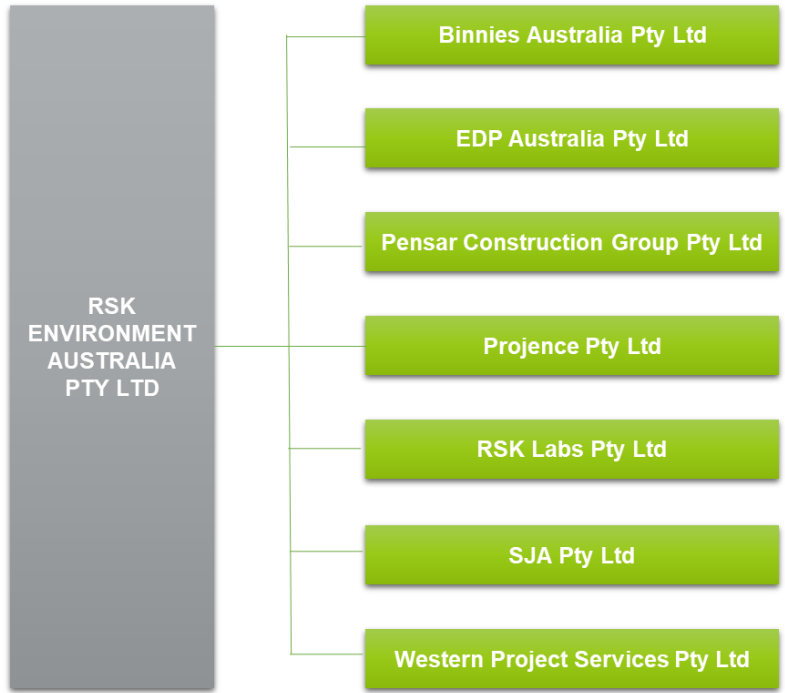 RSK
ENVIRONMENT
AUSTRALIA
PTY LTD
Binnies Australia Pty Ltd
EDP Australia Pty Ltd
Pensar Construction Group Pty Ltd
Projence Pty Ltd
RSK Labs Pty Ltd
SJA Pty Ltd
Western Project Services Pty Ltd